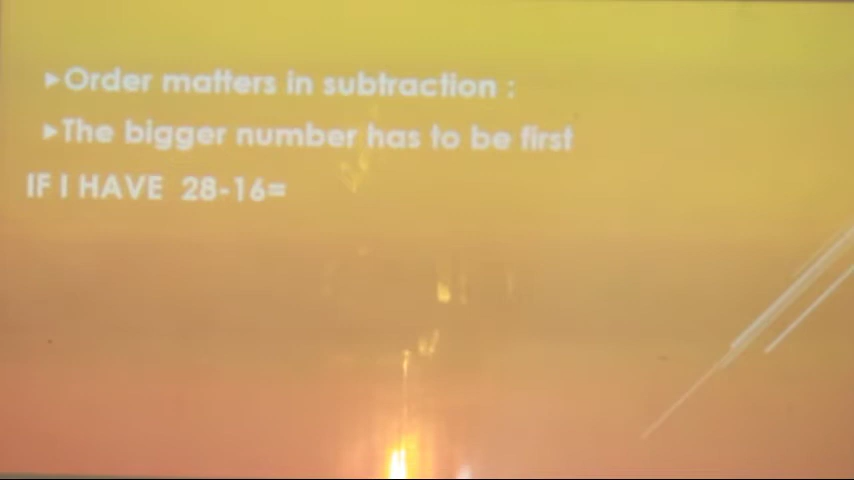 ▸Order matters in subtraction :
▸The bigger number has to be first
IF I HAVE 28-16=